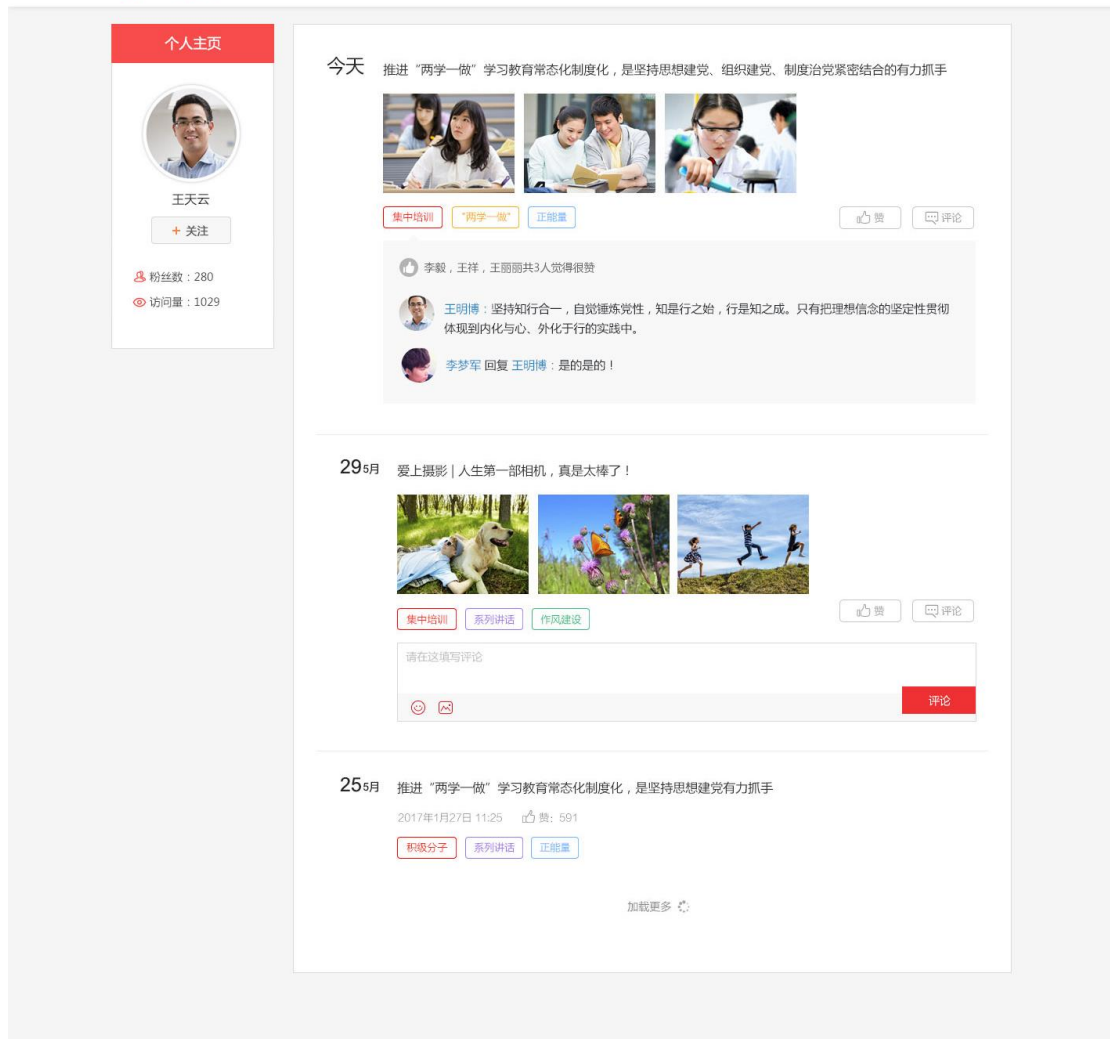 个人主页
王天云
+ 关注
粉丝数：280
访问量：1029
今天
推进“两学一做”学习教育常态化制度化，是坚持思想建党、组织建党、制度治党紧密结合的有力抓手
集中培训 “两学一做” 正能量 赞 评论
李毅，王祥，王丽丽共3人觉得很赞
王明博：坚持知行合一，自觉锤炼党性，知是行之始，行是知之成。只有把理想信念的坚定性贯彻
体现到内化与心、外化于行的实践中。
李梦军 回复 王明博：是的是的！
29 5月
爱上摄影 | 人生第一部相机，真是太棒了！
集中培训 系列讲话 作风建设 赞 评论
请在这填写评论
评论
25 5月
推进“两学一做”学习教育常态化制度化，是坚持思想建党有力抓手
2017年1月27日 11:25 赞: 591
积级分子 系列讲话 正能量
加载更多